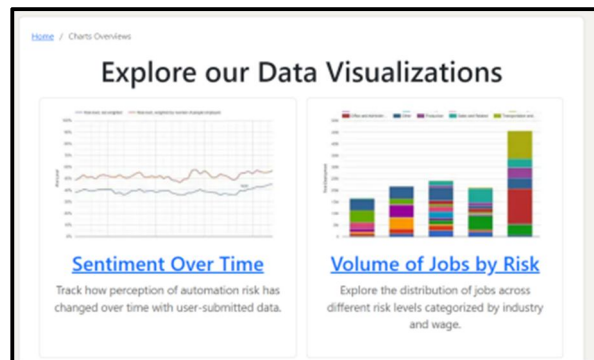 Home / Charts Overviews
Explore our Data Visualizations
Sentiment Over Time
Track how perception of automation risk has
changed over time with user-submitted data.
Volume of Jobs by Risk
Explore the distribution of jobs across
different risk levels categorized by industry
and wage.